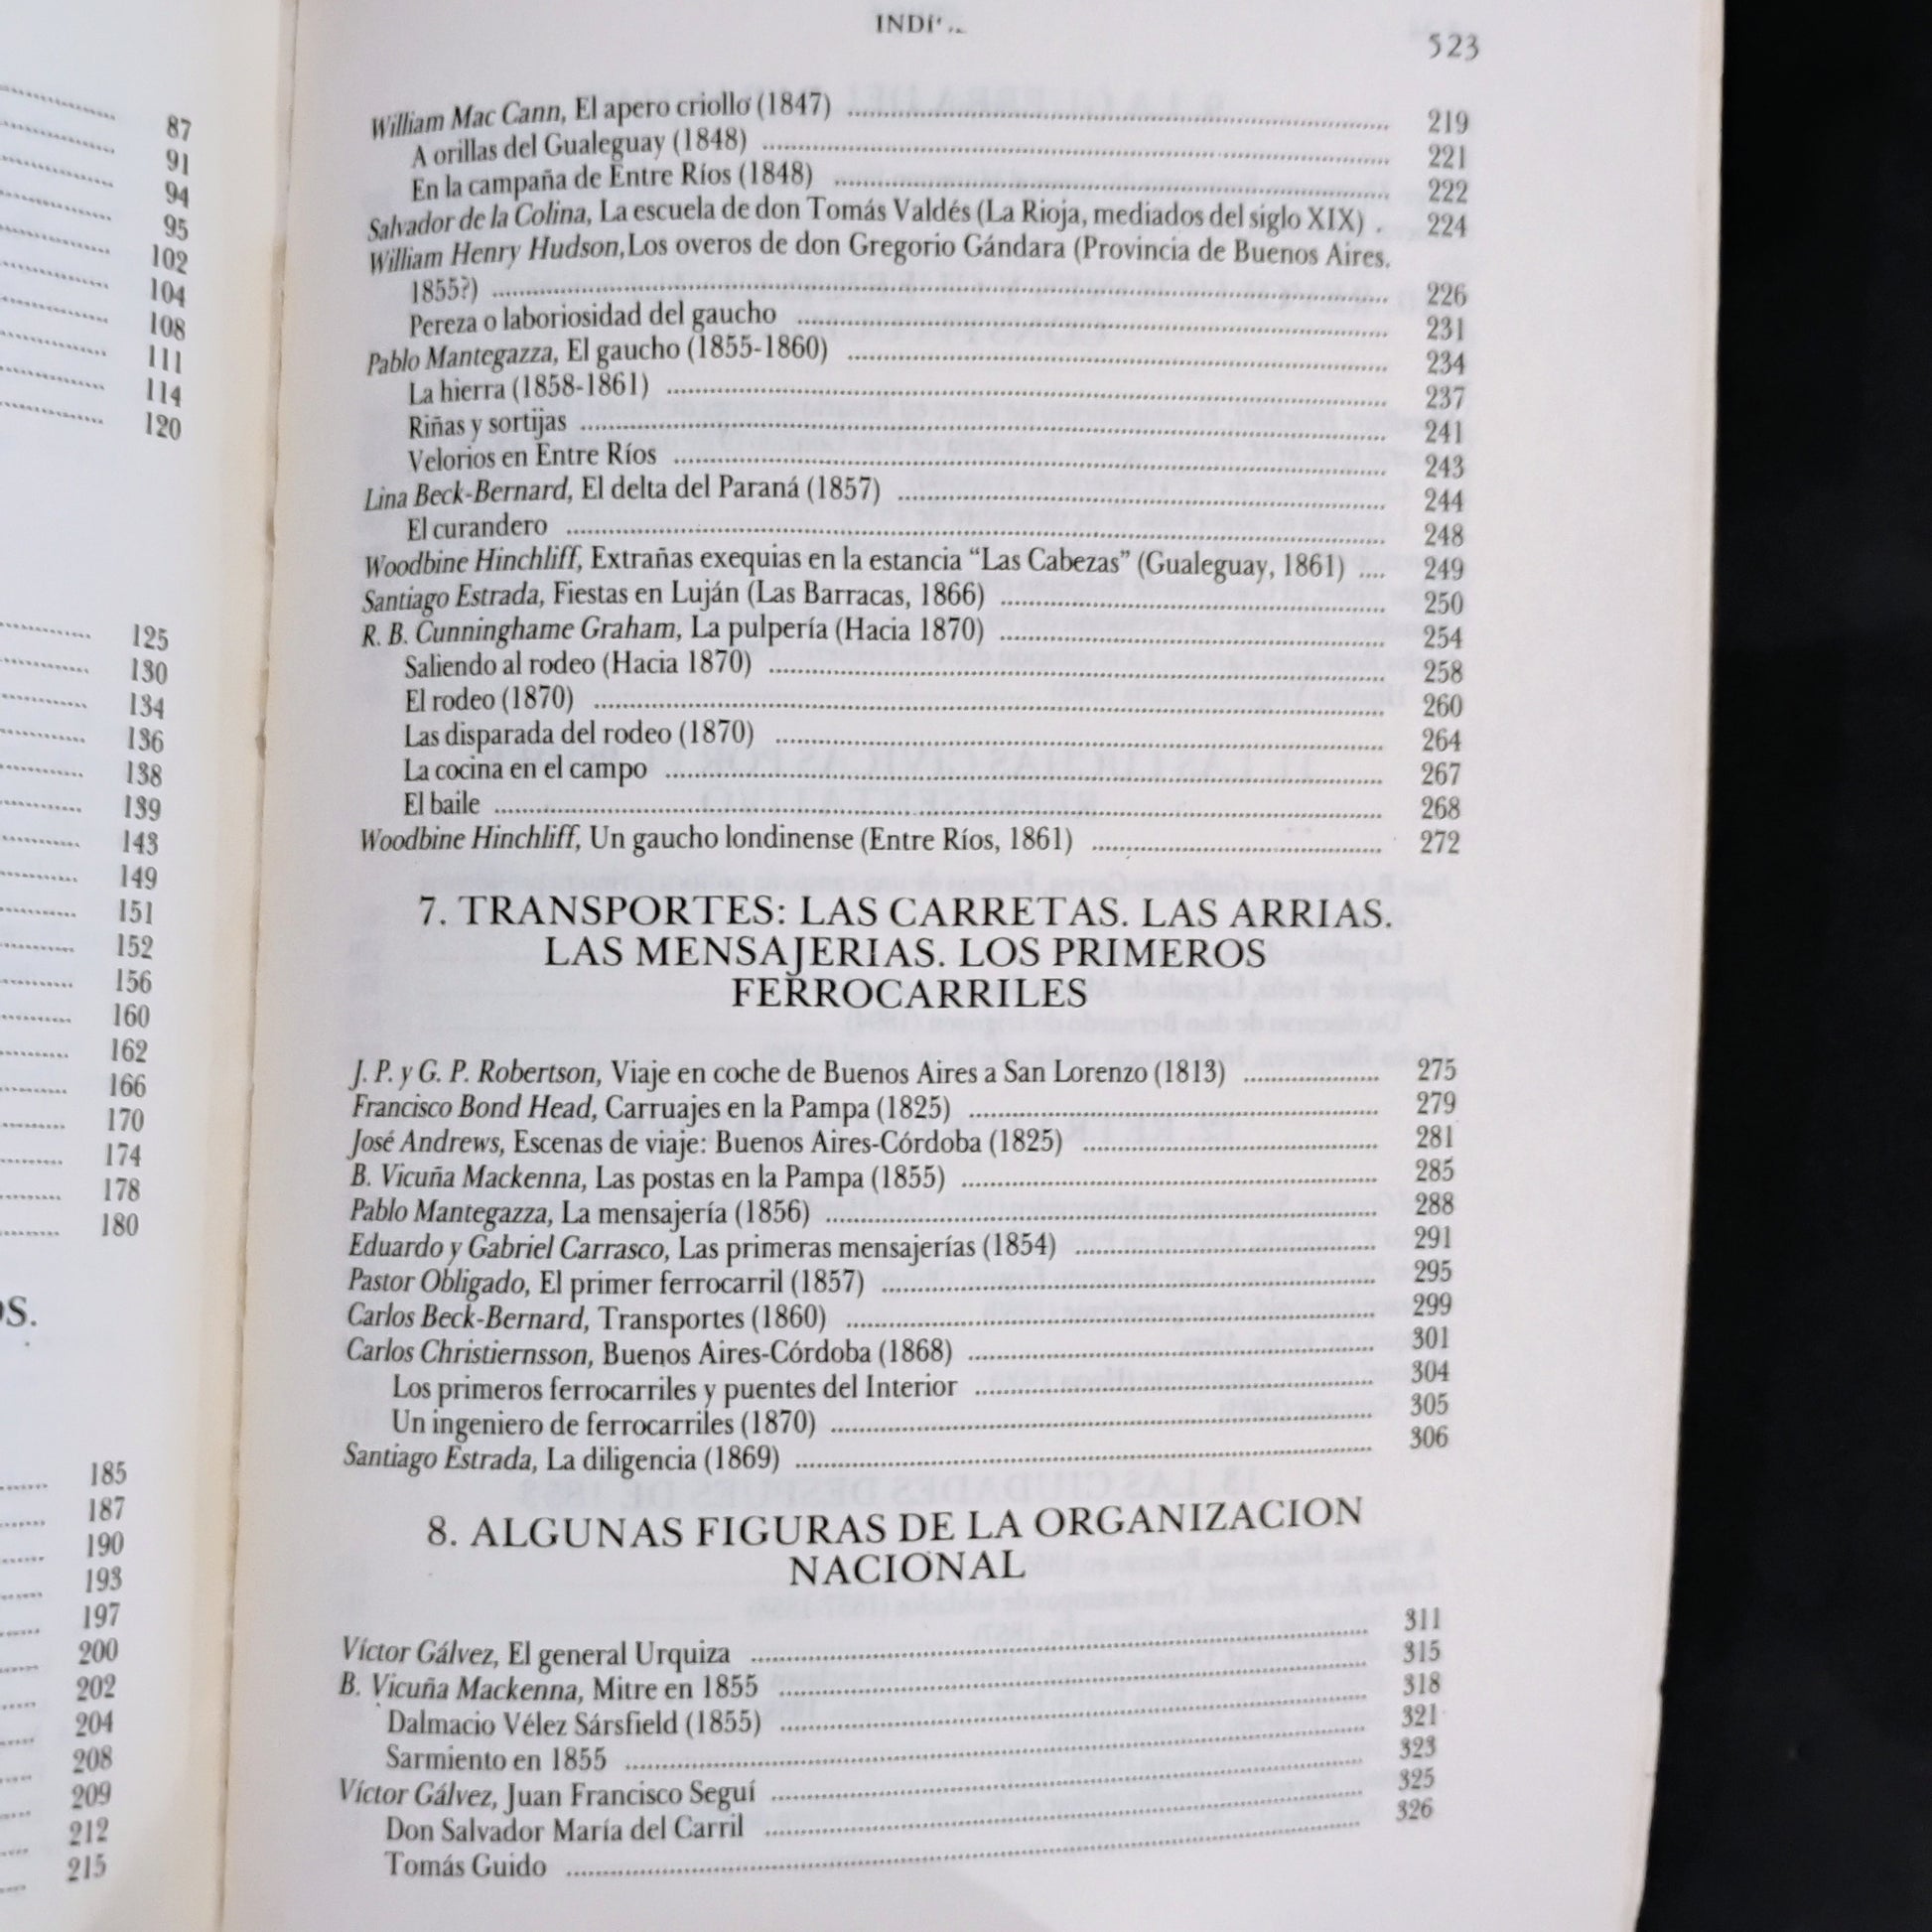 87
91
94
95
102
104
108
111
114
120
125
130
134
136
138
139
143
149
151
152
156
160
162
166
170
174
178
180
OS.
185
187
190
193
197
200
202
204
208
209
212
215
523
William Mac Cann, El apero criollo (1847) 219
A orillas del Gualeguay (1848) 221
En la campaña de Entre Ríos (1848) 222
Salvador de la Colina, La escuela de don Tomás Valdés (La Rioja, mediados del siglo XIX) . 224
William Henry Hudson, Los overos de don Gregorio Gándara (Provincia de Buenos Aires.
1855?) 226
Pereza o laboriosidad del gaucho 231
Pablo Mantegazza, El gaucho (1855-1860) 234
La hierra (1858-1861) 237
Riñas y sortijas 241
Velorios en Entre Ríos 243
Lina Beck-Bernard, El delta del Paraná (1857) 244
El curandero 248
Woodbine Hinchliff, Extrañas exequias en la estancia “Las Cabezas” (Gualeguay, 1861) .... 249
Santiago Estrada, Fiestas en Luján (Las Barracas, 1866) 250
R. B. Cunninghame Graham, La pulpería (Hacia 1870) 254
Saliendo al rodeo (Hacia 1870) 258
El rodeo (1870) 260
Las disparada del rodeo (1870) 264
La cocina en el campo 267
El baile 268
Woodbine Hinchliff, Un gaucho londinense (Entre Ríos, 1861) 272
7. TRANSPORTES: LAS CARRETAS. LAS ARRIAS.
LAS MENSAJERIAS. LOS PRIMEROS
FERROCARRILES
J. P. y G. P. Robertson, Viaje en coche de Buenos Aires a San Lorenzo (1813) 275
Francisco Bond Head, Carruajes en la Pampa (1825) 279
José Andrews, Escenas de viaje: Buenos Aires-Córdoba (1825) 281
B. Vicuña Mackenna, Las postas en la Pampa (1855) 285
Pablo Mantegazza, La mensajería (1856) 288
Eduardo y Gabriel Carrasco, Las primeras mensajerías (1854) 291
Pastor Obligado, El primer ferrocarril (1857) 295
Carlos Beck-Bernard, Transportes (1860) 299
Carlos Christiernsson, Buenos Aires-Córdoba (1868) 301
Los primeros ferrocarriles y puentes del Interior 304
Un ingeniero de ferrocarriles (1870) 305
Santiago Estrada, La diligencia (1869) 306
8. ALGUNAS FIGURAS DE LA ORGANIZACION
NACIONAL
Víctor Gálvez, El general Urquiza 311
B. Vicuña Mackenna, Mitre en 1855 315
Dalmacio Vélez Sársfield (1855) 318
Sarmiento en 1855 321
Víctor Gálvez, Juan Francisco Seguí 323
Don Salvador María del Carril 325
Tomás Guido 326